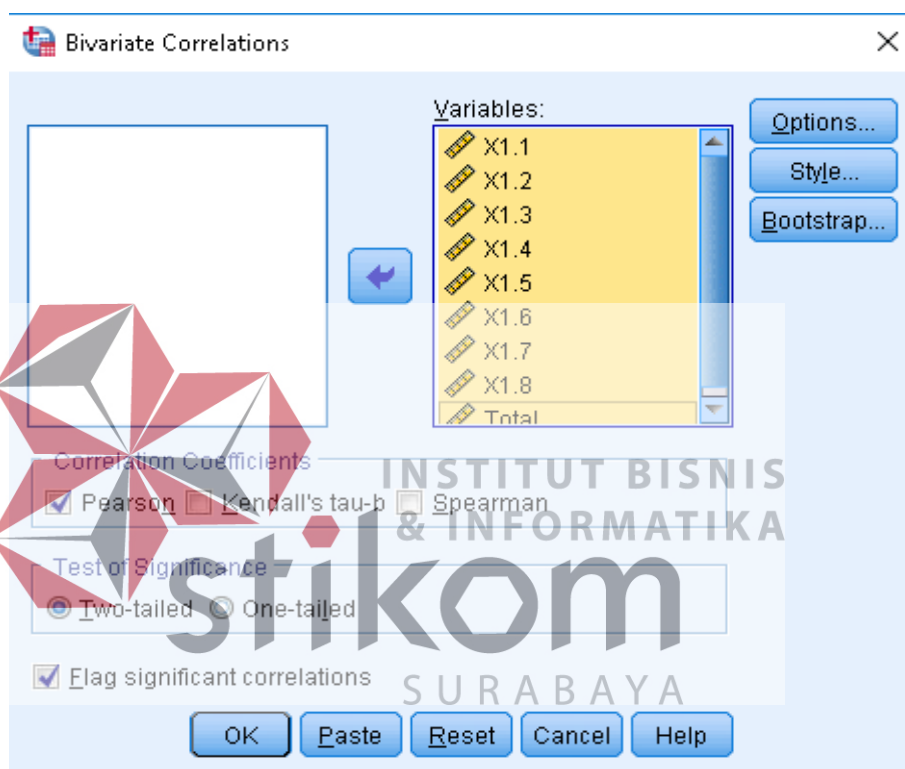 Bivariate Correlations
Variables:
X1.1
X1.2
X1.3
X1.4
X1.5
X1.6
X1.7
X1.8
Total
Options...
Style...
Bootstrap...
Correlation Coefficients
Pearson Kendall's tau-b Spearman
Test of Significance
Two-tailed One-tailed
Flag significant correlations
OK Paste Reset Cancel Help
INSTITUT BISNIS
& INFORMATIKA
stikom
SURABAYA